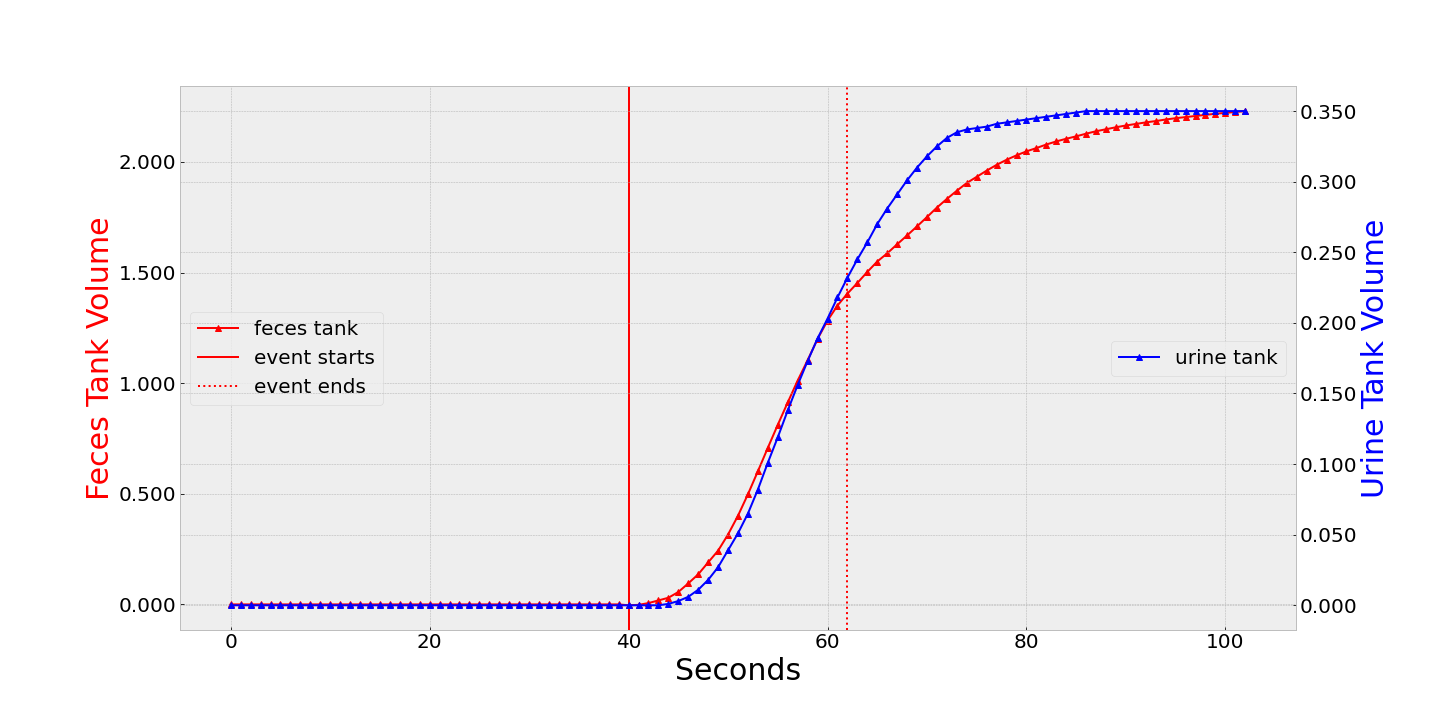 Feces Tank Volume
2.000
1.500
1.000
0.500
0.000
feces tank
event starts
event ends
urine tank
0.350
0.300
0.250
0.200
0.150
0.100
0.050
0.000
Urine Tank Volume
0 20 40 60 80 100
Seconds